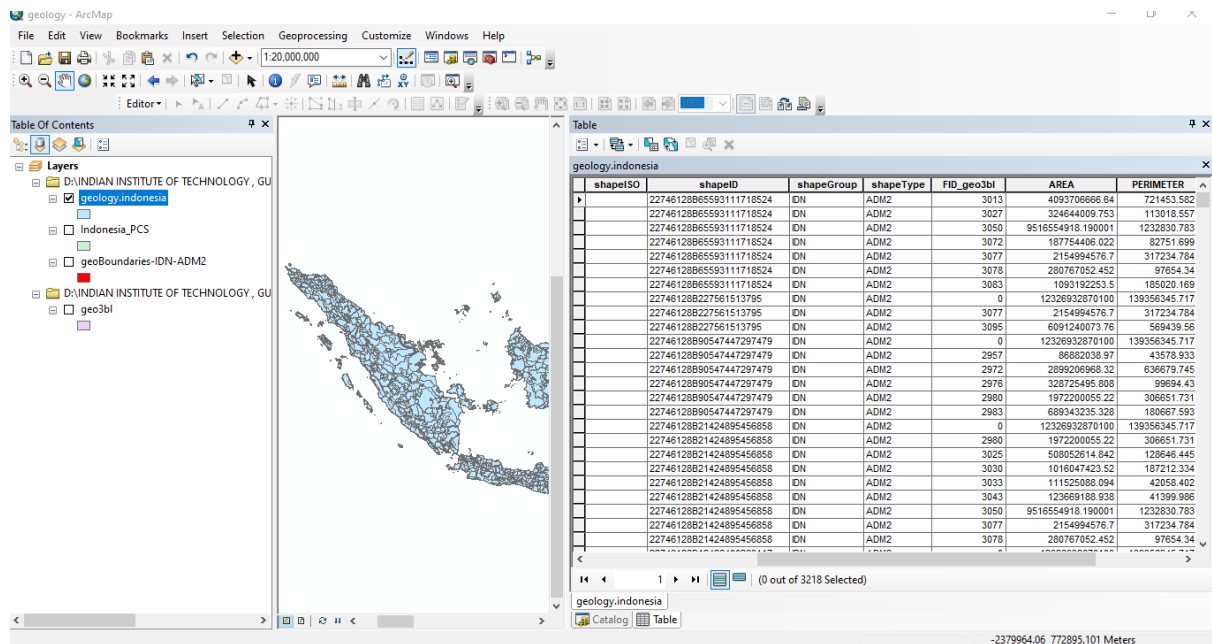 geology - ArcMap
File Edit View Bookmarks Insert Selection Geoprocessing Customize Windows Help
1:20,000,000
Editor
Table Of Contents
Table
Layers
geology.indonesia
D:\INDIAN INSTITUTE OF TECHNOLOGY , GU
geology.indonesia
Indonesia_PCS
geoBoundaries-IDN-ADM2
D:\INDIAN INSTITUTE OF TECHNOLOGY , GU
geo3bl
shapeISO shapeID shapeGroup shapeType FID_geo3bl AREA PERIMETER
22746128B65593111718524 IDN ADM2 3013 4093706666.64 721453.582
22746128B65593111718524 IDN ADM2 3027 324644009.753 113018.557
22746128B65593111718524 IDN ADM2 3050 9516554918.190001 1232830.783
22746128B65593111718524 IDN ADM2 3072 187754406.022 82751.699
22746128B65593111718524 IDN ADM2 3077 2154994576.7 317234.784
22746128B65593111718524 IDN ADM2 3078 280767052.452 97654.34
22746128B65593111718524 IDN ADM2 3083 1093192253.5 185020.169
22746128B227561513795 IDN ADM2 0 12326932870100 139356345.717
22746128B227561513795 IDN ADM2 3077 2154994576.7 317234.784
22746128B227561513795 IDN ADM2 3095 6091240073.76 569439.56
22746128B90547447297479 IDN ADM2 0 12326932870100 139356345.717
22746128B90547447297479 IDN ADM2 2957 86882038.97 43578.933
22746128B90547447297479 IDN ADM2 2972 2899206968.32 636679.745
22746128B90547447297479 IDN ADM2 2976 328725495.808 99694.43
22746128B90547447297479 IDN ADM2 2980 1972200055.22 306651.731
22746128B90547447297479 IDN ADM2 2983 689343235.328 180667.593
22746128B21424895456858 IDN ADM2 0 12326932870100 139356345.717
22746128B21424895456858 IDN ADM2 2980 1972200055.22 306651.731
22746128B21424895456858 IDN ADM2 3025 508052614.842 128646.445
22746128B21424895456858 IDN ADM2 3030 1016047423.52 187212.334
22746128B21424895456858 IDN ADM2 3033 111525088.094 42058.402
22746128B21424895456858 IDN ADM2 3043 123669188.938 41399.986
22746128B21424895456858 IDN ADM2 3050 9516554918.190001 1232830.783
22746128B21424895456858 IDN ADM2 3077 2154994576.7 317234.784
22746128B21424895456858 IDN ADM2 3078 280767052.452 97654.34
1 (0 out of 3218 Selected)
geology.indonesia
Catalog Table
-2379964.06 772895.101 Meters